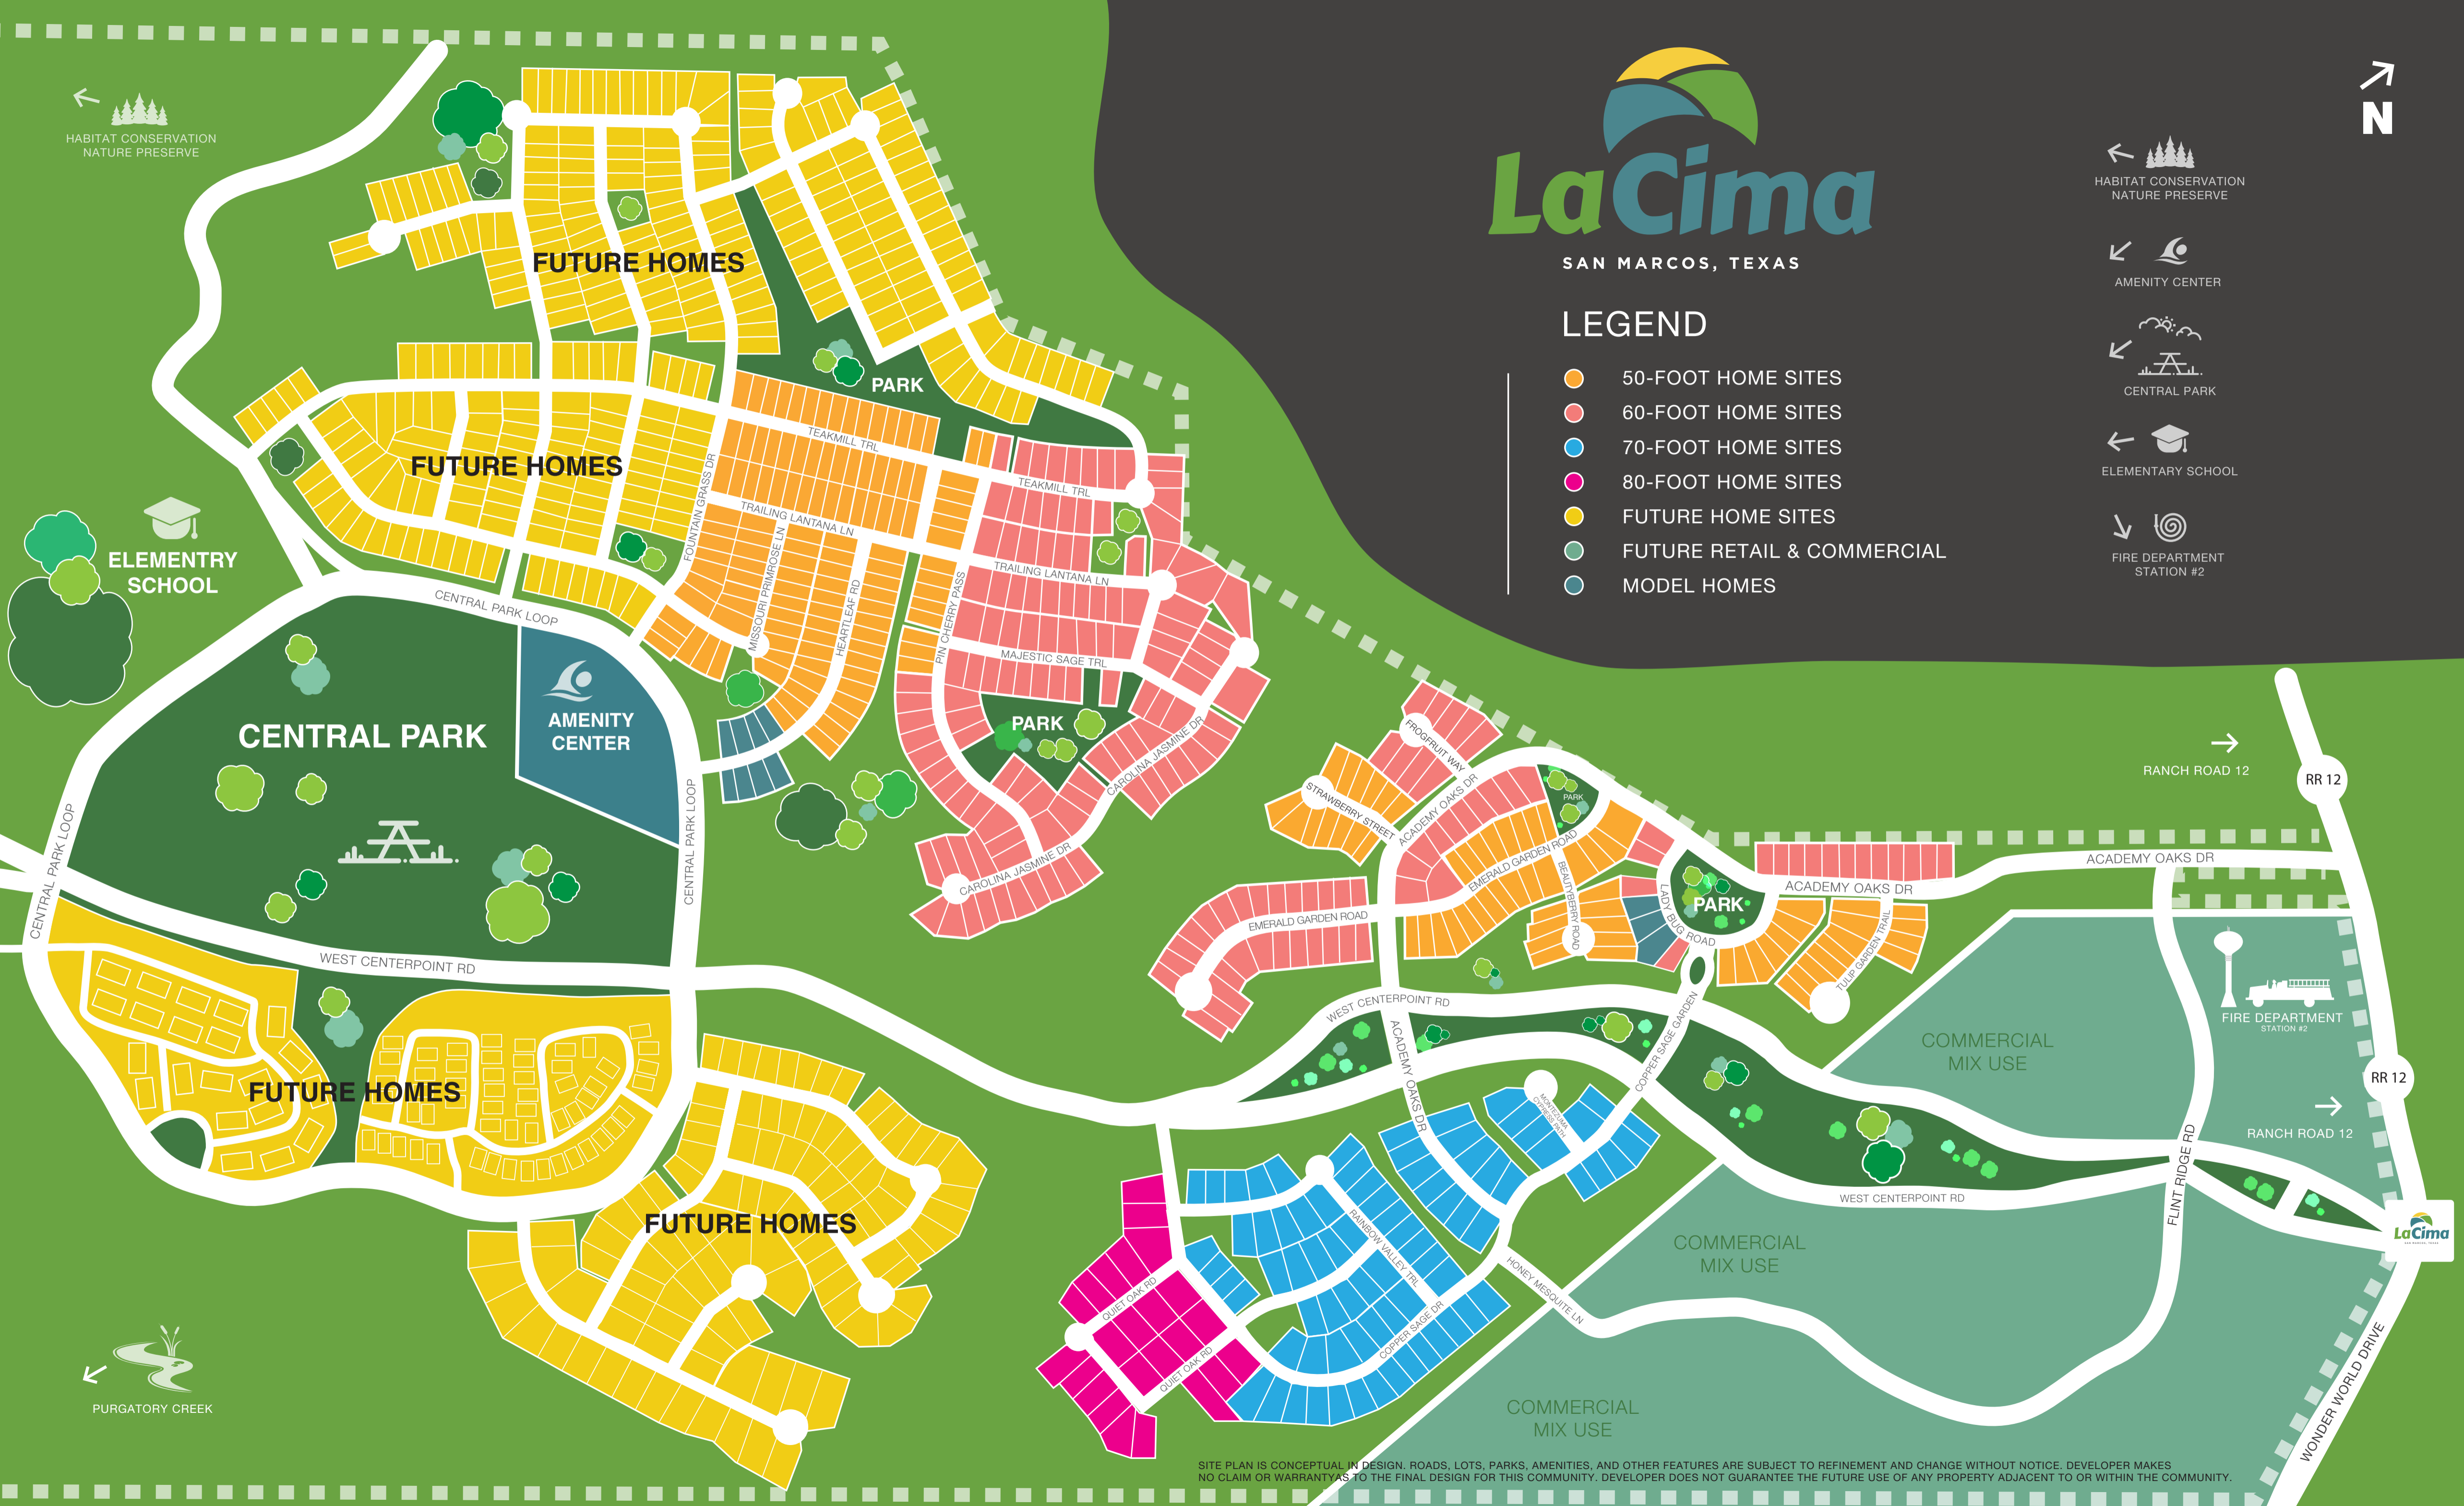 LaCima
SAN MARCOS, TEXAS
LEGEND
50-FOOT HOME SITES
60-FOOT HOME SITES
70-FOOT HOME SITES
80-FOOT HOME SITES
FUTURE HOME SITES
FUTURE RETAIL & COMMERCIAL
MODEL HOMES
N
HABITAT CONSERVATION
NATURE PRESERVE
AMENITY CENTER
CENTRAL PARK
ELEMENTARY SCHOOL
FIRE DEPARTMENT
STATION #2
HABITAT CONSERVATION
NATURE PRESERVE
FUTURE HOMES
PARK
TEAKMILL TRL
FUTURE HOMES
FOUNTAIN GRASS DR
TEAKMILL TRL
TRAILING LANTANA LN
ELEMENTRY
SCHOOL
MISSOURI PRIMROSE LN
HEARTLEAF RD
PIN CHERRY PASS
TRAILING LANTANA LN
CENTRAL PARK LOOP
MAJESTIC SAGE TRL
CENTRAL PARK
AMENITY
CENTER
PARK
CAROLINA JASMINE DR
CENTRAL PARK LOOP
CENTRAL PARK LOOP
CAROLINA JASMINE DR
WEST CENTERPOINT RD
FUTURE HOMES
FUTURE HOMES
PURGATORY CREEK
FROGFRUIT WAY
STRAWBERRY STREET
ACADEMY OAKS DR
PARK
EMERALD GARDEN ROAD
BEAUTYBERRY ROAD
EMERALD GARDEN ROAD
LADY BUG ROAD
PARK
ACADEMY OAKS DR
ACADEMY OAKS DR
TULIP GARDEN TRAIL
RANCH ROAD 12
RR 12
WEST CENTERPOINT RD
ACADEMY OAKS DR
COPPER SAGE GARDEN
COMMERCIAL
MIX USE
FIRE DEPARTMENT
STATION #2
RR 12
RANCH ROAD 12
MONTEZUMA
CYPRESS PATH
WEST CENTERPOINT RD
FLINT RIDGE RD
LaCima
SAN MARCOS, TEXAS
RAINBOW VALLEY TRL
QUIET OAK RD
HONEY MESQUITE LN
COMMERCIAL
MIX USE
COPPER SAGE DR
QUIET OAK RD
COMMERCIAL
MIX USE
WONDER WORLD DRIVE
SITE PLAN IS CONCEPTUAL IN DESIGN. ROADS, LOTS, PARKS, AMENITIES, AND OTHER FEATURES ARE SUBJECT TO REFINEMENT AND CHANGE WITHOUT NOTICE. DEVELOPER MAKES
NO CLAIM OR WARRANTYAS TO THE FINAL DESIGN FOR THIS COMMUNITY. DEVELOPER DOES NOT GUARANTEE THE FUTURE USE OF ANY PROPERTY ADJACENT TO OR WITHIN THE COMMUNITY.